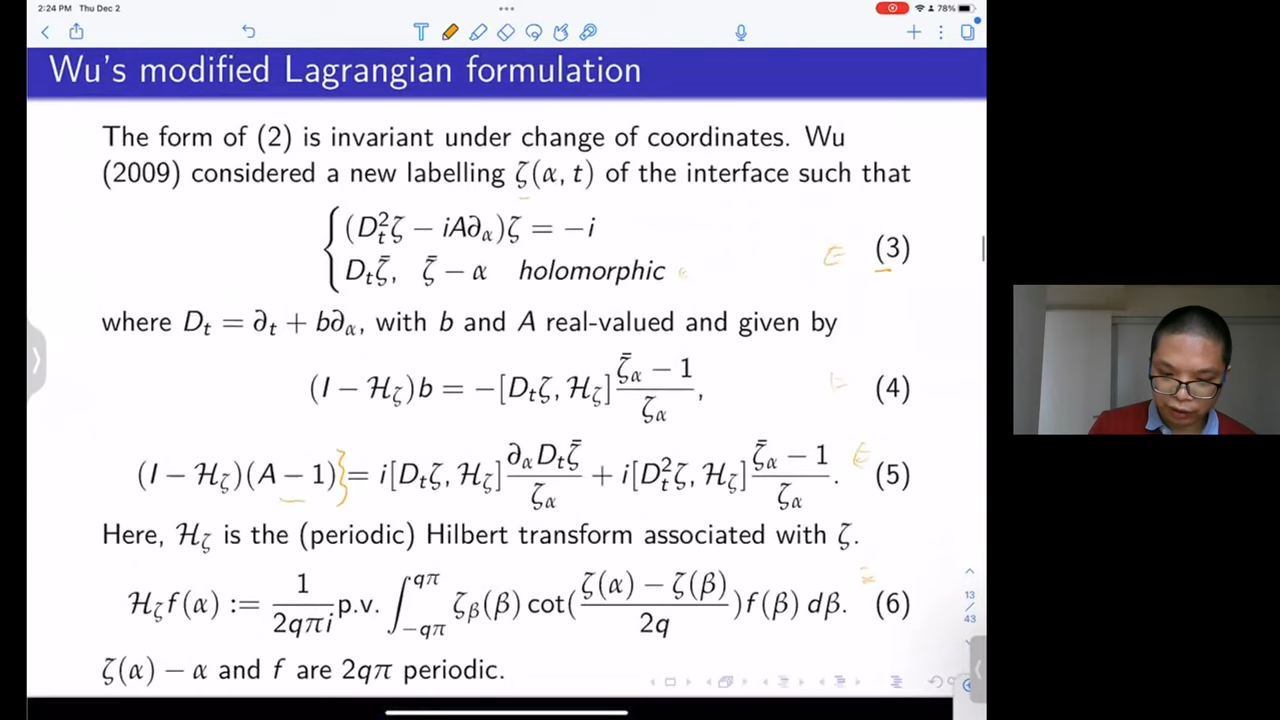 2:24 PM Thu Dec 2
78%
Wu's modified Lagrangian formulation
The form of (2) is invariant under change of coordinates. Wu
(2009) considered a new labelling ζ(α, t) of the interface such that
(D_t²ζ − iA∂_α)ζ = −i
D_t ζ̄, ζ̄ − α holomorphic
(3)
where D_t = ∂_t + b∂_α, with b and A real-valued and given by
(I − H_ζ)b = −[D_tζ, H_ζ] (ζ̄_α − 1)/ζ_α, (4)
(I − H_ζ)(A − 1) = i[D_tζ, H_ζ] (∂_α D_t ζ̄)/ζ_α + i[D_t²ζ, H_ζ] (ζ̄_α − 1)/ζ_α. (5)
Here, H_ζ is the (periodic) Hilbert transform associated with ζ.
H_ζ f(α) := 1/(2qπi) p.v. ∫_{−qπ}^{qπ} ζ_β(β) cot((ζ(α) − ζ(β))/2q) f(β) dβ. (6)
ζ(α) − α and f are 2qπ periodic.
13
/
43